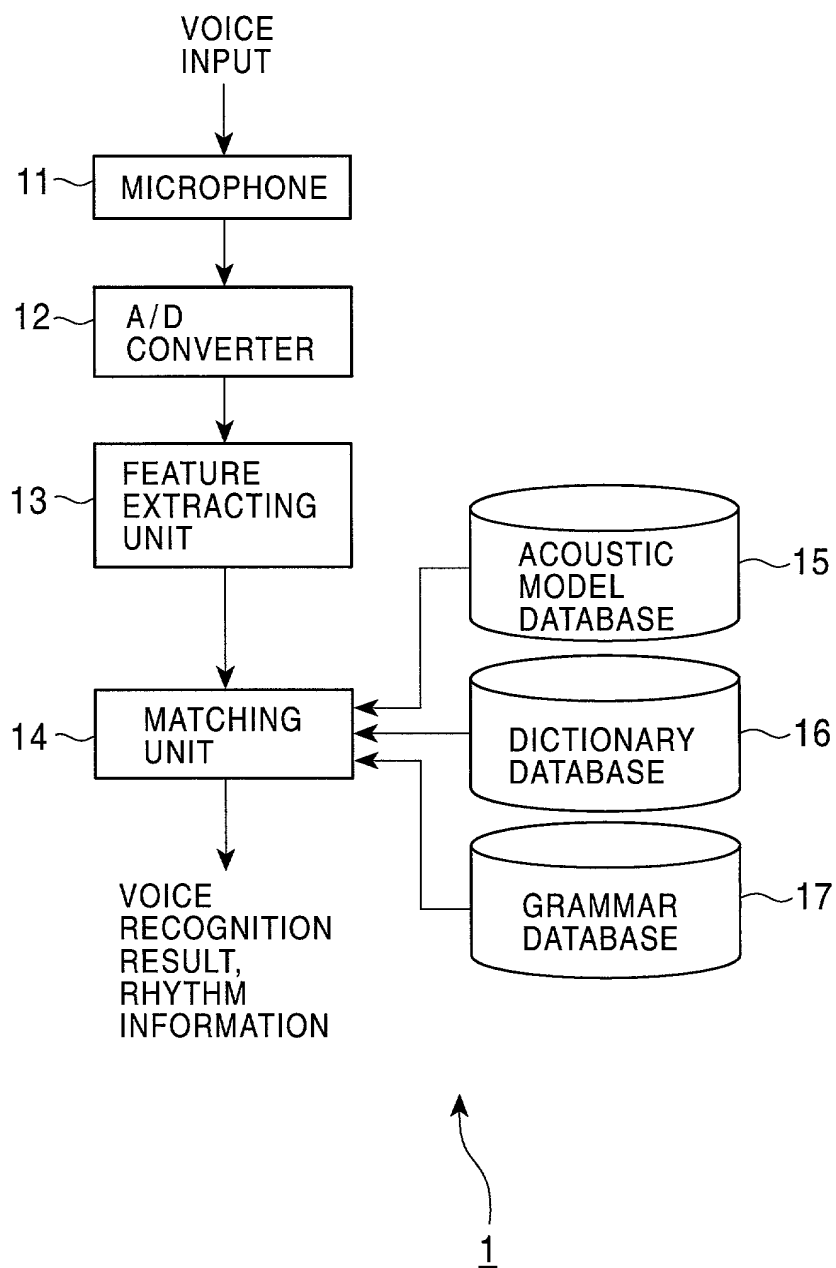 VOICE
INPUT
11
MICROPHONE
12
A/D
CONVERTER
13
FEATURE
EXTRACTING
UNIT
15
ACOUSTIC
MODEL
DATABASE
14
MATCHING
UNIT
16
DICTIONARY
DATABASE
17
GRAMMAR
DATABASE
VOICE
RECOGNITION
RESULT,
RHYTHM
INFORMATION
1